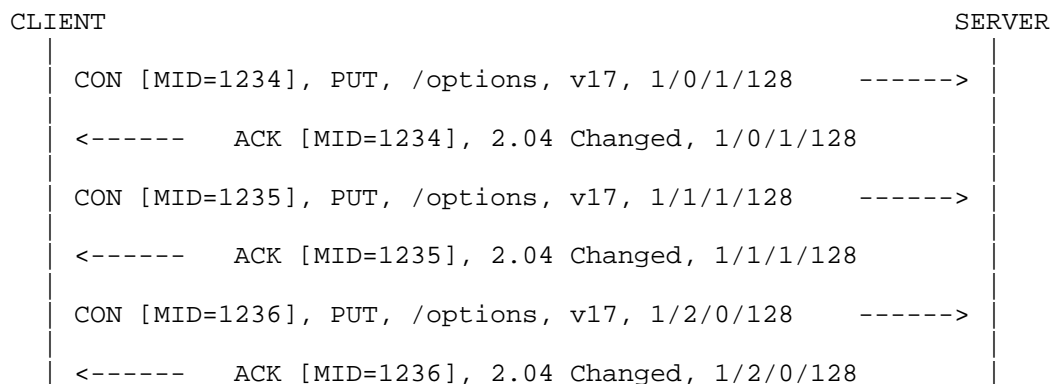 CLIENT                                                     SERVER
  |                                                          |
  | CON [MID=1234], PUT, /options, v17, 1/0/1/128    ------> |
  |                                                          |
  | <------   ACK [MID=1234], 2.04 Changed, 1/0/1/128        |
  |                                                          |
  | CON [MID=1235], PUT, /options, v17, 1/1/1/128    ------> |
  |                                                          |
  | <------   ACK [MID=1235], 2.04 Changed, 1/1/1/128        |
  |                                                          |
  | CON [MID=1236], PUT, /options, v17, 1/2/0/128    ------> |
  |                                                          |
  | <------   ACK [MID=1236], 2.04 Changed, 1/2/0/128        |